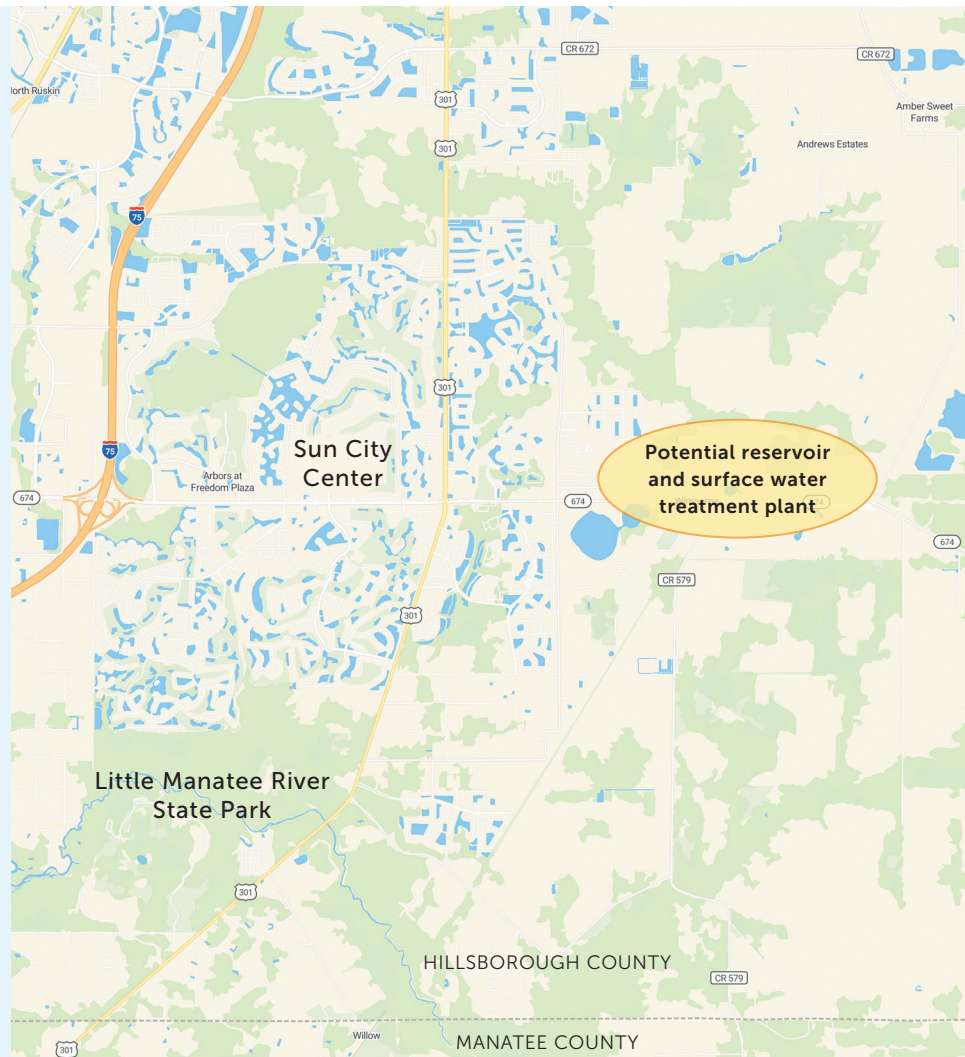 CR 672
CR 672
North Ruskin
301
Amber Sweet
Farms
301
Andrews Estates
75
301
Sun City
Center
Potential reservoir
and surface water
treatment plant
75
Arbors at
Freedom Plaza
674
674
674
CR 579
301
Little Manatee River
State Park
301
HILLSBOROUGH COUNTY
CR 579
Willow
MANATEE COUNTY
301